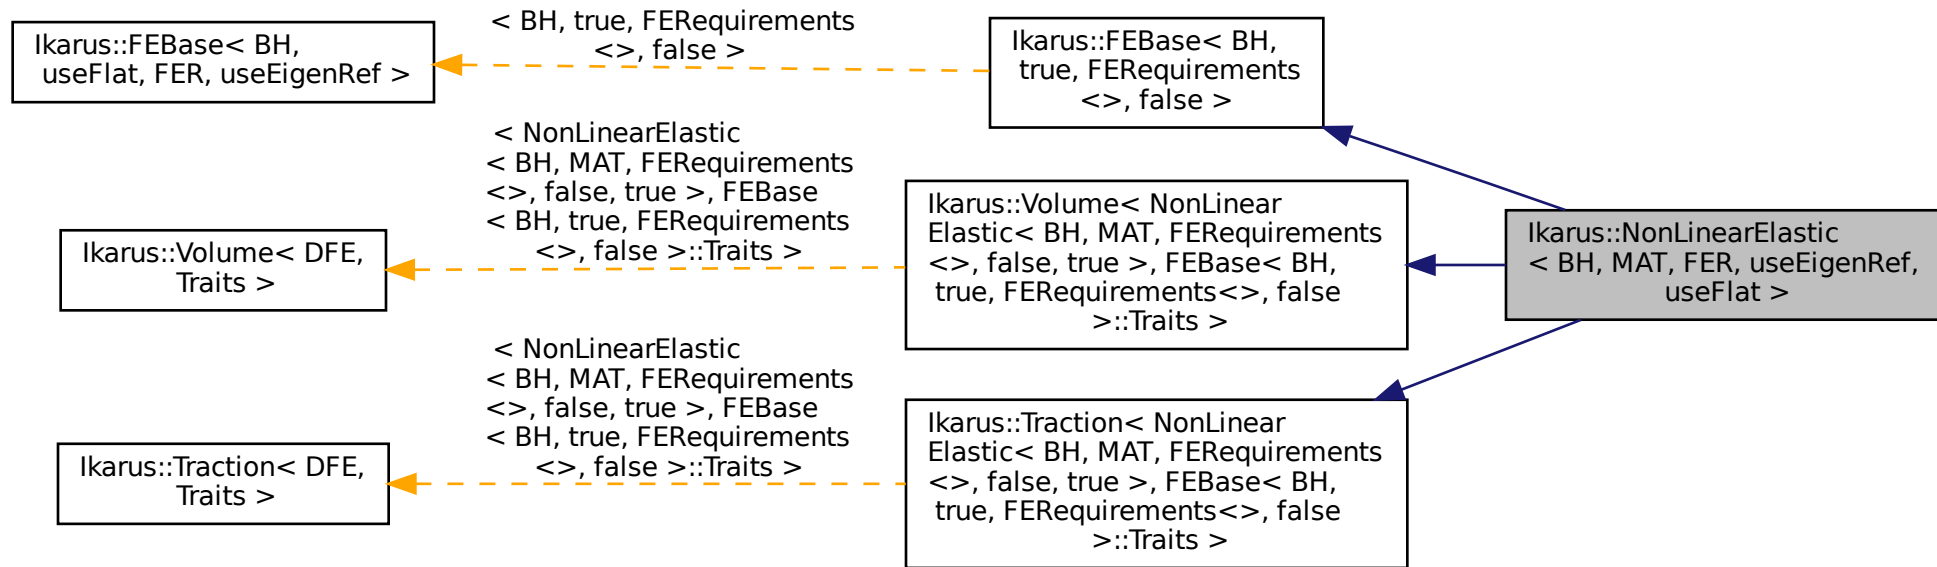 Ikarus::FEBase< BH,
useFlat, FER, useEigenRef >
< BH, true, FERequirements
<>, false >
Ikarus::FEBase< BH,
true, FERequirements
<>, false >
Ikarus::Volume< DFE,
Traits >
< NonLinearElastic
< BH, MAT, FERequirements
<>, false, true >, FEBase
< BH, true, FERequirements
<>, false >::Traits >
Ikarus::Volume< NonLinear
Elastic< BH, MAT, FERequirements
<>, false, true >, FEBase< BH,
true, FERequirements<>, false
>::Traits >
Ikarus::NonLinearElastic
< BH, MAT, FER, useEigenRef,
useFlat >
Ikarus::Traction< DFE,
Traits >
< NonLinearElastic
< BH, MAT, FERequirements
<>, false, true >, FEBase
< BH, true, FERequirements
<>, false >::Traits >
Ikarus::Traction< NonLinear
Elastic< BH, MAT, FERequirements
<>, false, true >, FEBase< BH,
true, FERequirements<>, false
>::Traits >